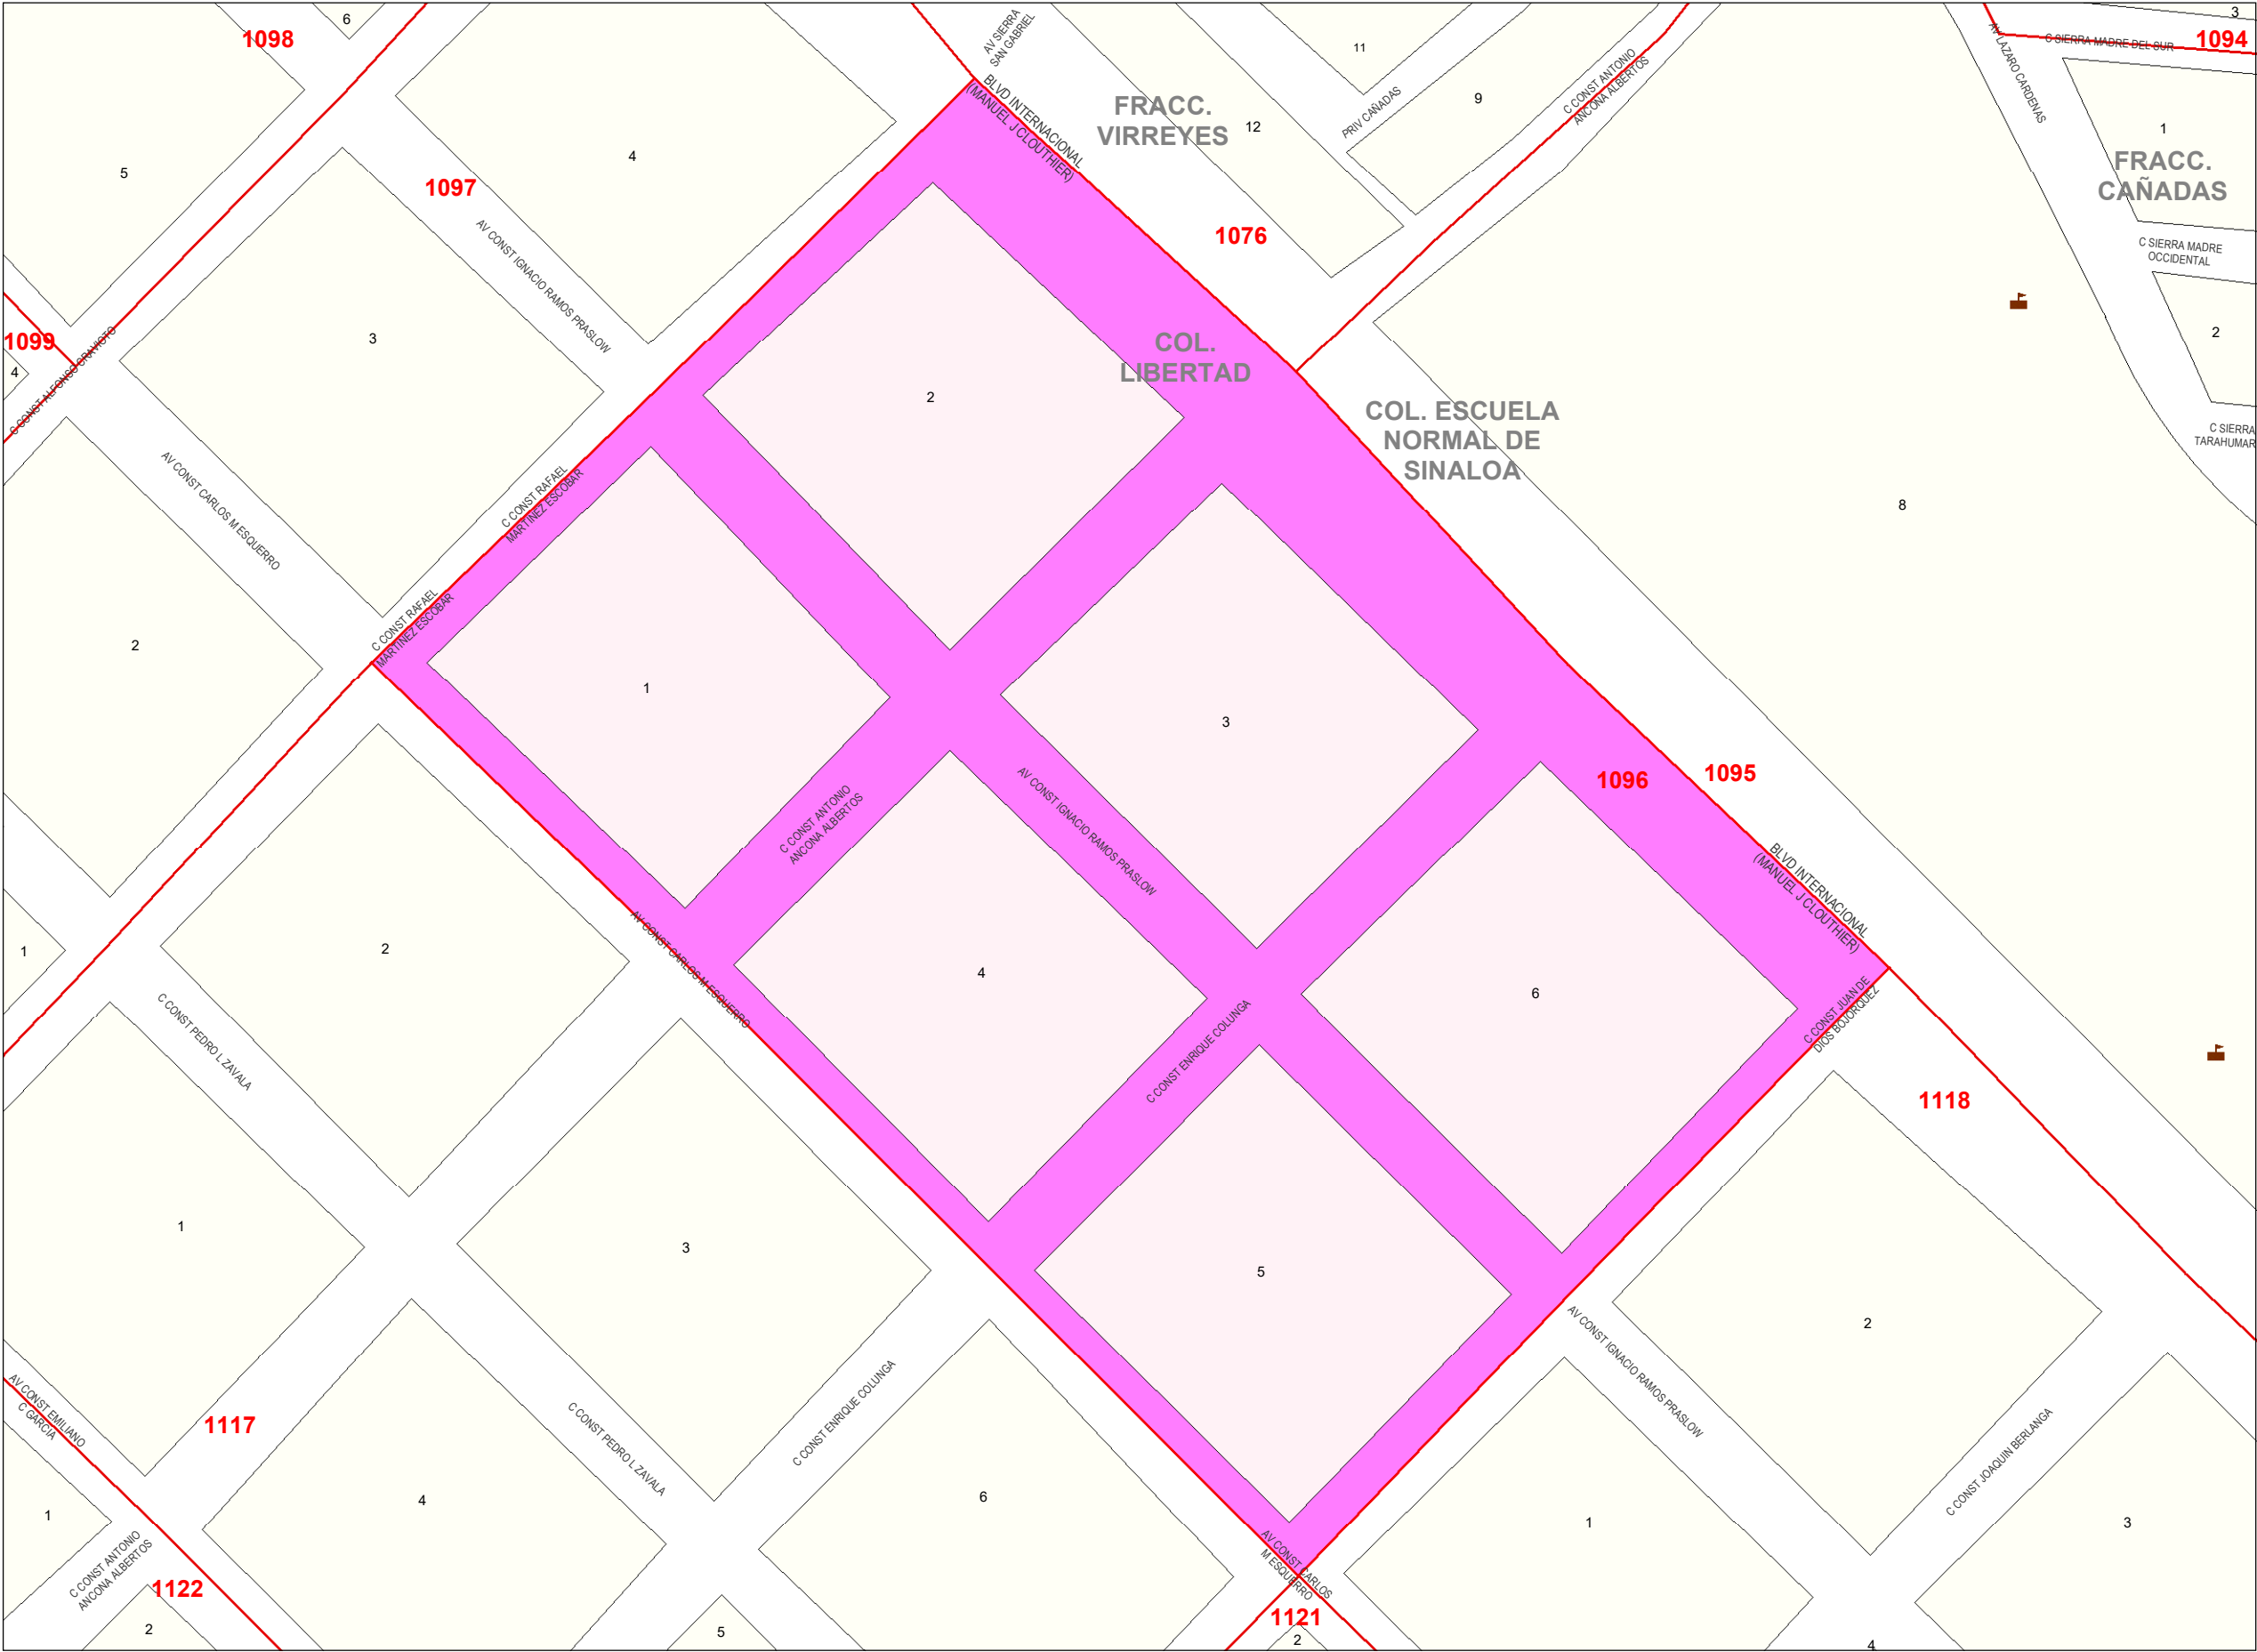 6
1098
AV SIERRA
SAN GABRIEL
3
C SIERRA MADRE DEL SUR
1094
AV LAZARO CARDENAS
11
9
C CONST ANTONIO
ANCONA ALBERTOS
PRIV CAÑADAS
BLVD INTERNACIONAL
(MANUEL J CLOUTHIER)
FRACC.
VIRREYES
12
1
FRACC.
CAÑADAS
5
4
1097
AV CONST IGNACIO RAMOS PRASLOW
1076
C SIERRA MADRE
OCCIDENTAL
1099
4
C CONST ALFONSO CRAVIOTO
3
2
COL.
LIBERTAD
2
COL. ESCUELA
NORMAL DE
SINALOA
C SIERRA
TARAHUMAR
8
AV CONST CARLOS M ESQUERRO
C CONST RAFAEL
MARTINEZ ESCOBAR
C CONST RAFAEL
MARTINEZ ESCOBAR
2
1
3
1096
1095
C CONST ANTONIO
ANCONA ALBERTOS
AV CONST IGNACIO RAMOS PRASLOW
BLVD INTERNACIONAL
(MANUEL J CLOUTHIER)
1
2
AV CONST CARLOS M ESQUERRO
4
6
C CONST JUAN DE
DIOS BOJORQUEZ
C CONST PEDRO L ZAVALA
C CONST ENRIQUE COLUNGA
1118
1
3
5
2
AV CONST IGNACIO RAMOS PRASLOW
AV CONST EMILIANO
C GARCIA
1117
C CONST PEDRO L ZAVALA
C CONST ENRIQUE COLUNGA
C CONST JOAQUIN BERLANGA
4
6
1
1
3
C CONST ANTONIO
ANCONA ALBERTOS
1122
AV CONST CARLOS
M ESQUERRO
1121
2
5
2
4